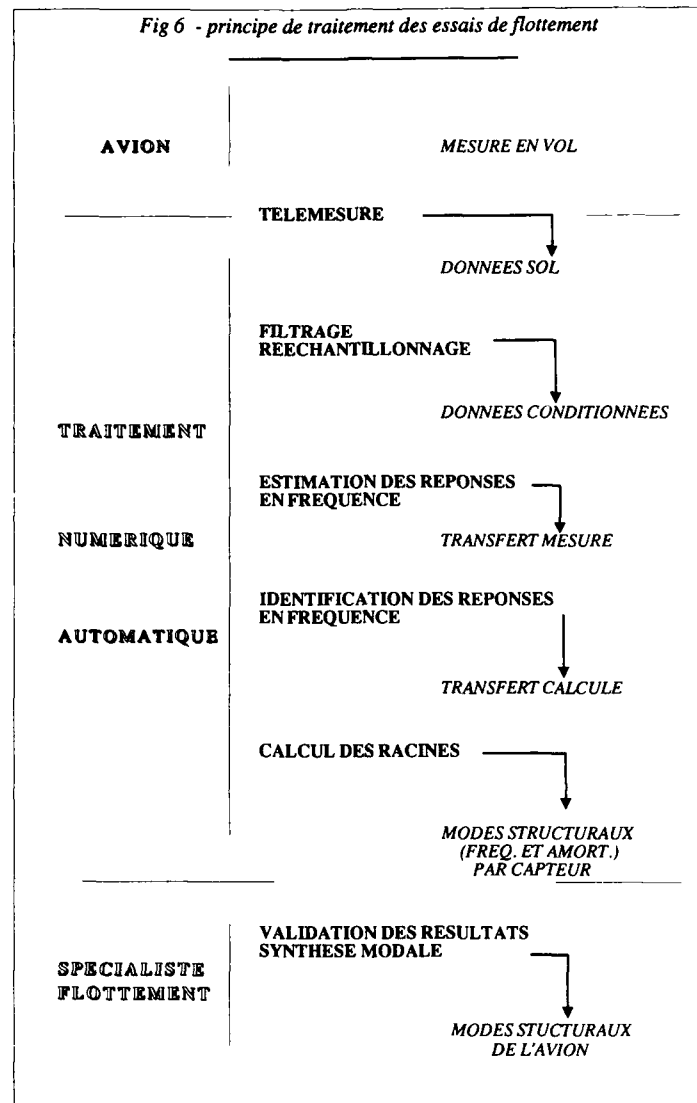 Fig 6 - principe de traitement des essais de flottement
AVION
MESURE EN VOL
TELEMESURE
DONNEES SOL
FILTRAGE
REECHANTILLONNAGE
DONNEES CONDITIONNEES
TRAITEMENT
ESTIMATION DES REPONSES
EN FREQUENCE
NUMERIQUE
TRANSFERT MESURE
IDENTIFICATION DES REPONSES
EN FREQUENCE
AUTOMATIQUE
TRANSFERT CALCULE
CALCUL DES RACINES
MODES STRUCTURAUX
(FREQ. ET AMORT.)
PAR CAPTEUR
VALIDATION DES RESULTATS
SYNTHESE MODALE
SPECIALISTE
FLOTTEMENT
MODES STUCTURAUX
DE L'AVION